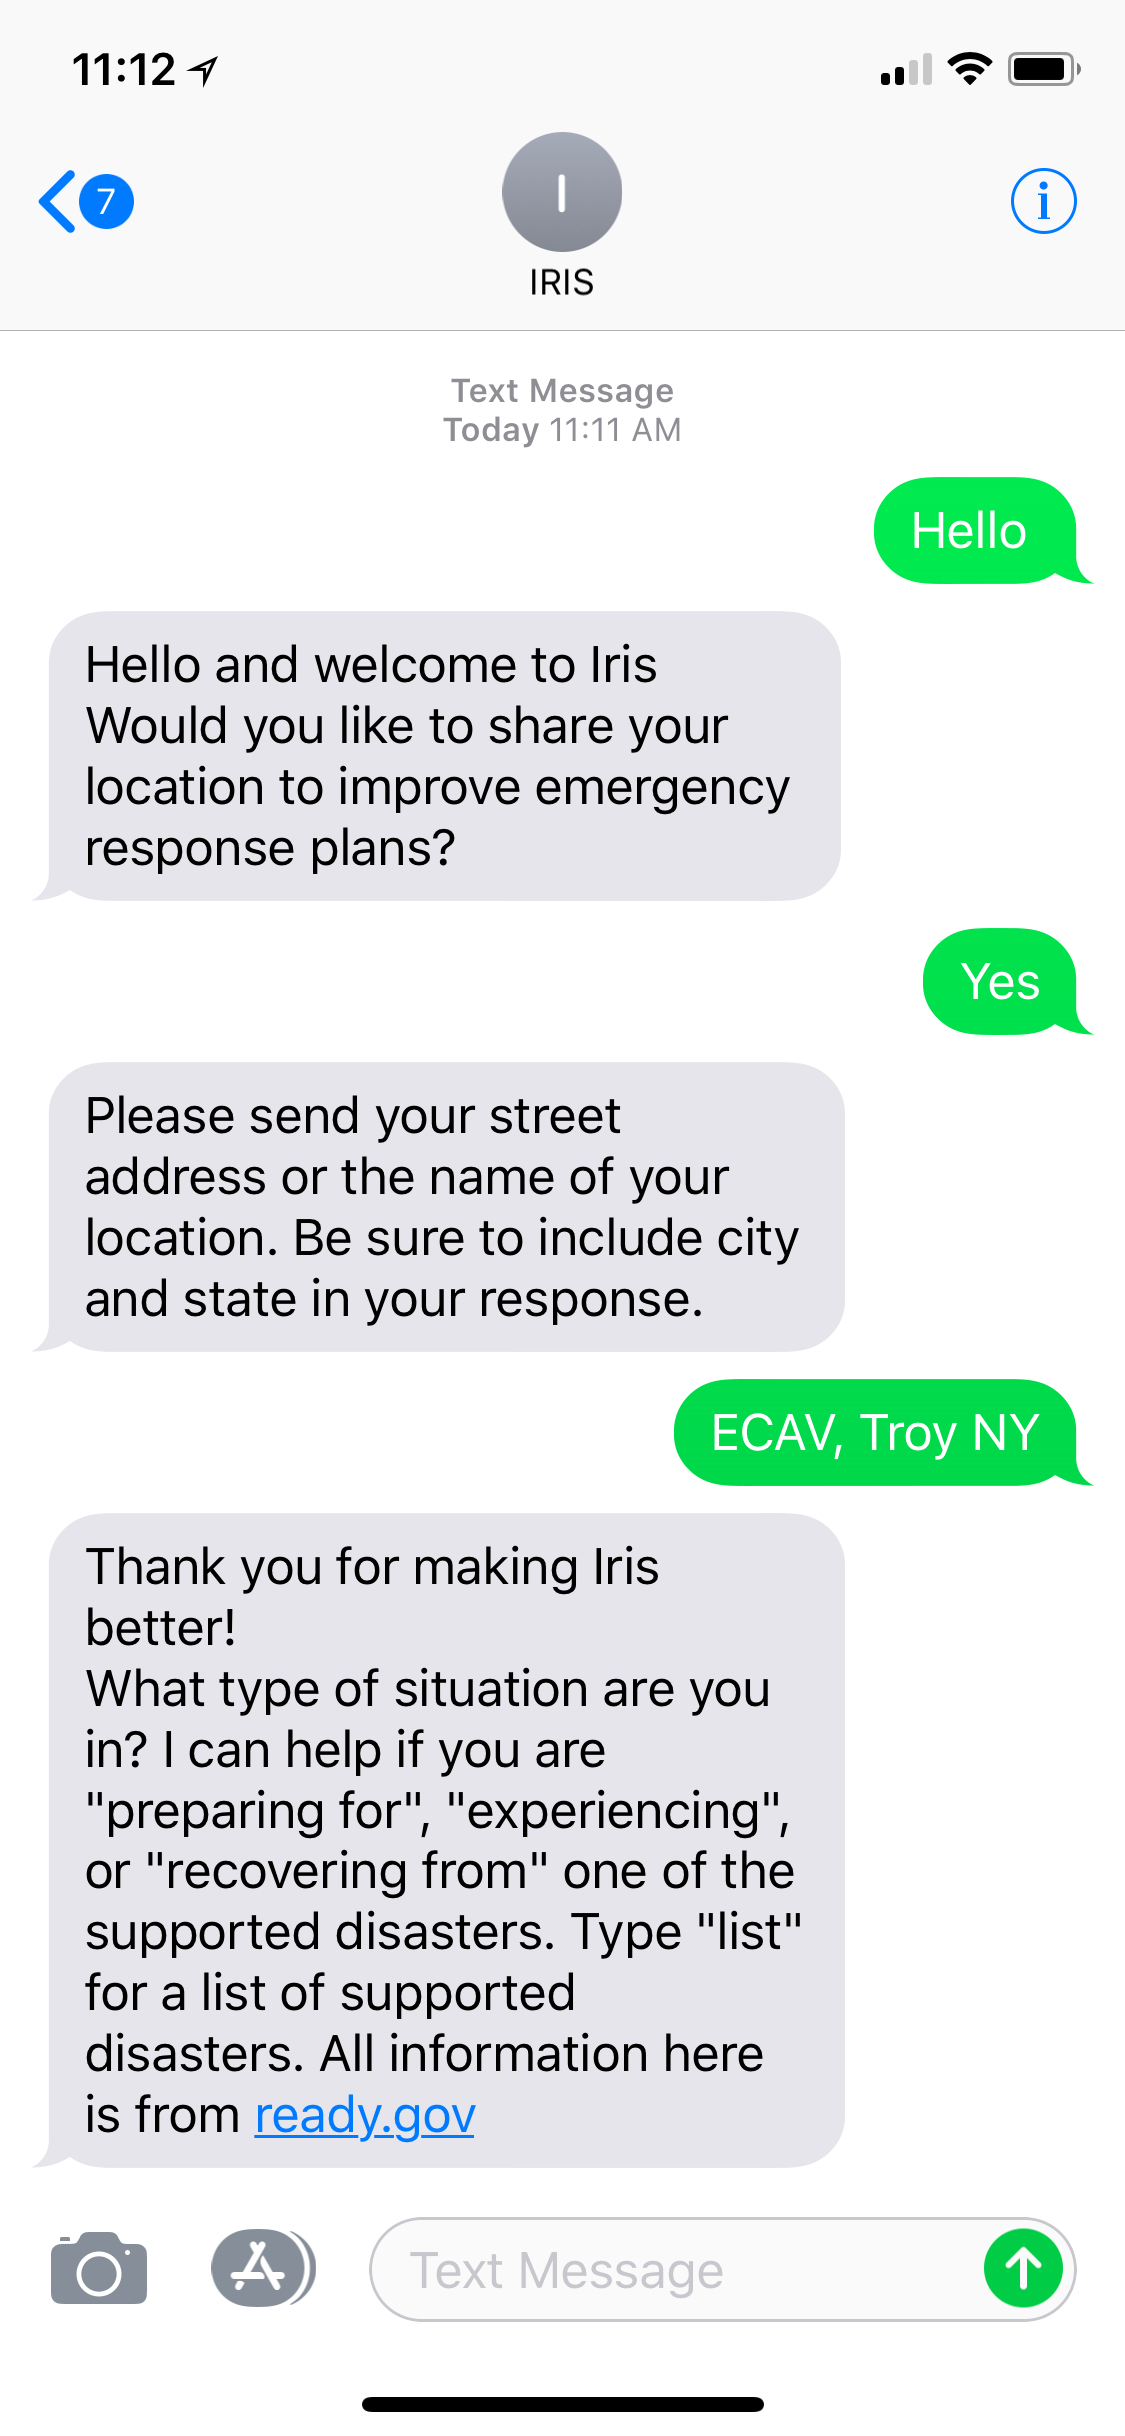 11:12
7
I
IRIS
Text Message
Today 11:11 AM
Hello
Hello and welcome to Iris
Would you like to share your
location to improve emergency
response plans?
Yes
Please send your street
address or the name of your
location. Be sure to include city
and state in your response.
ECAV, Troy NY
Thank you for making Iris
better!
What type of situation are you
in? I can help if you are
"preparing for", "experiencing",
or "recovering from" one of the
supported disasters. Type "list"
for a list of supported
disasters. All information here
is from ready.gov
Text Message